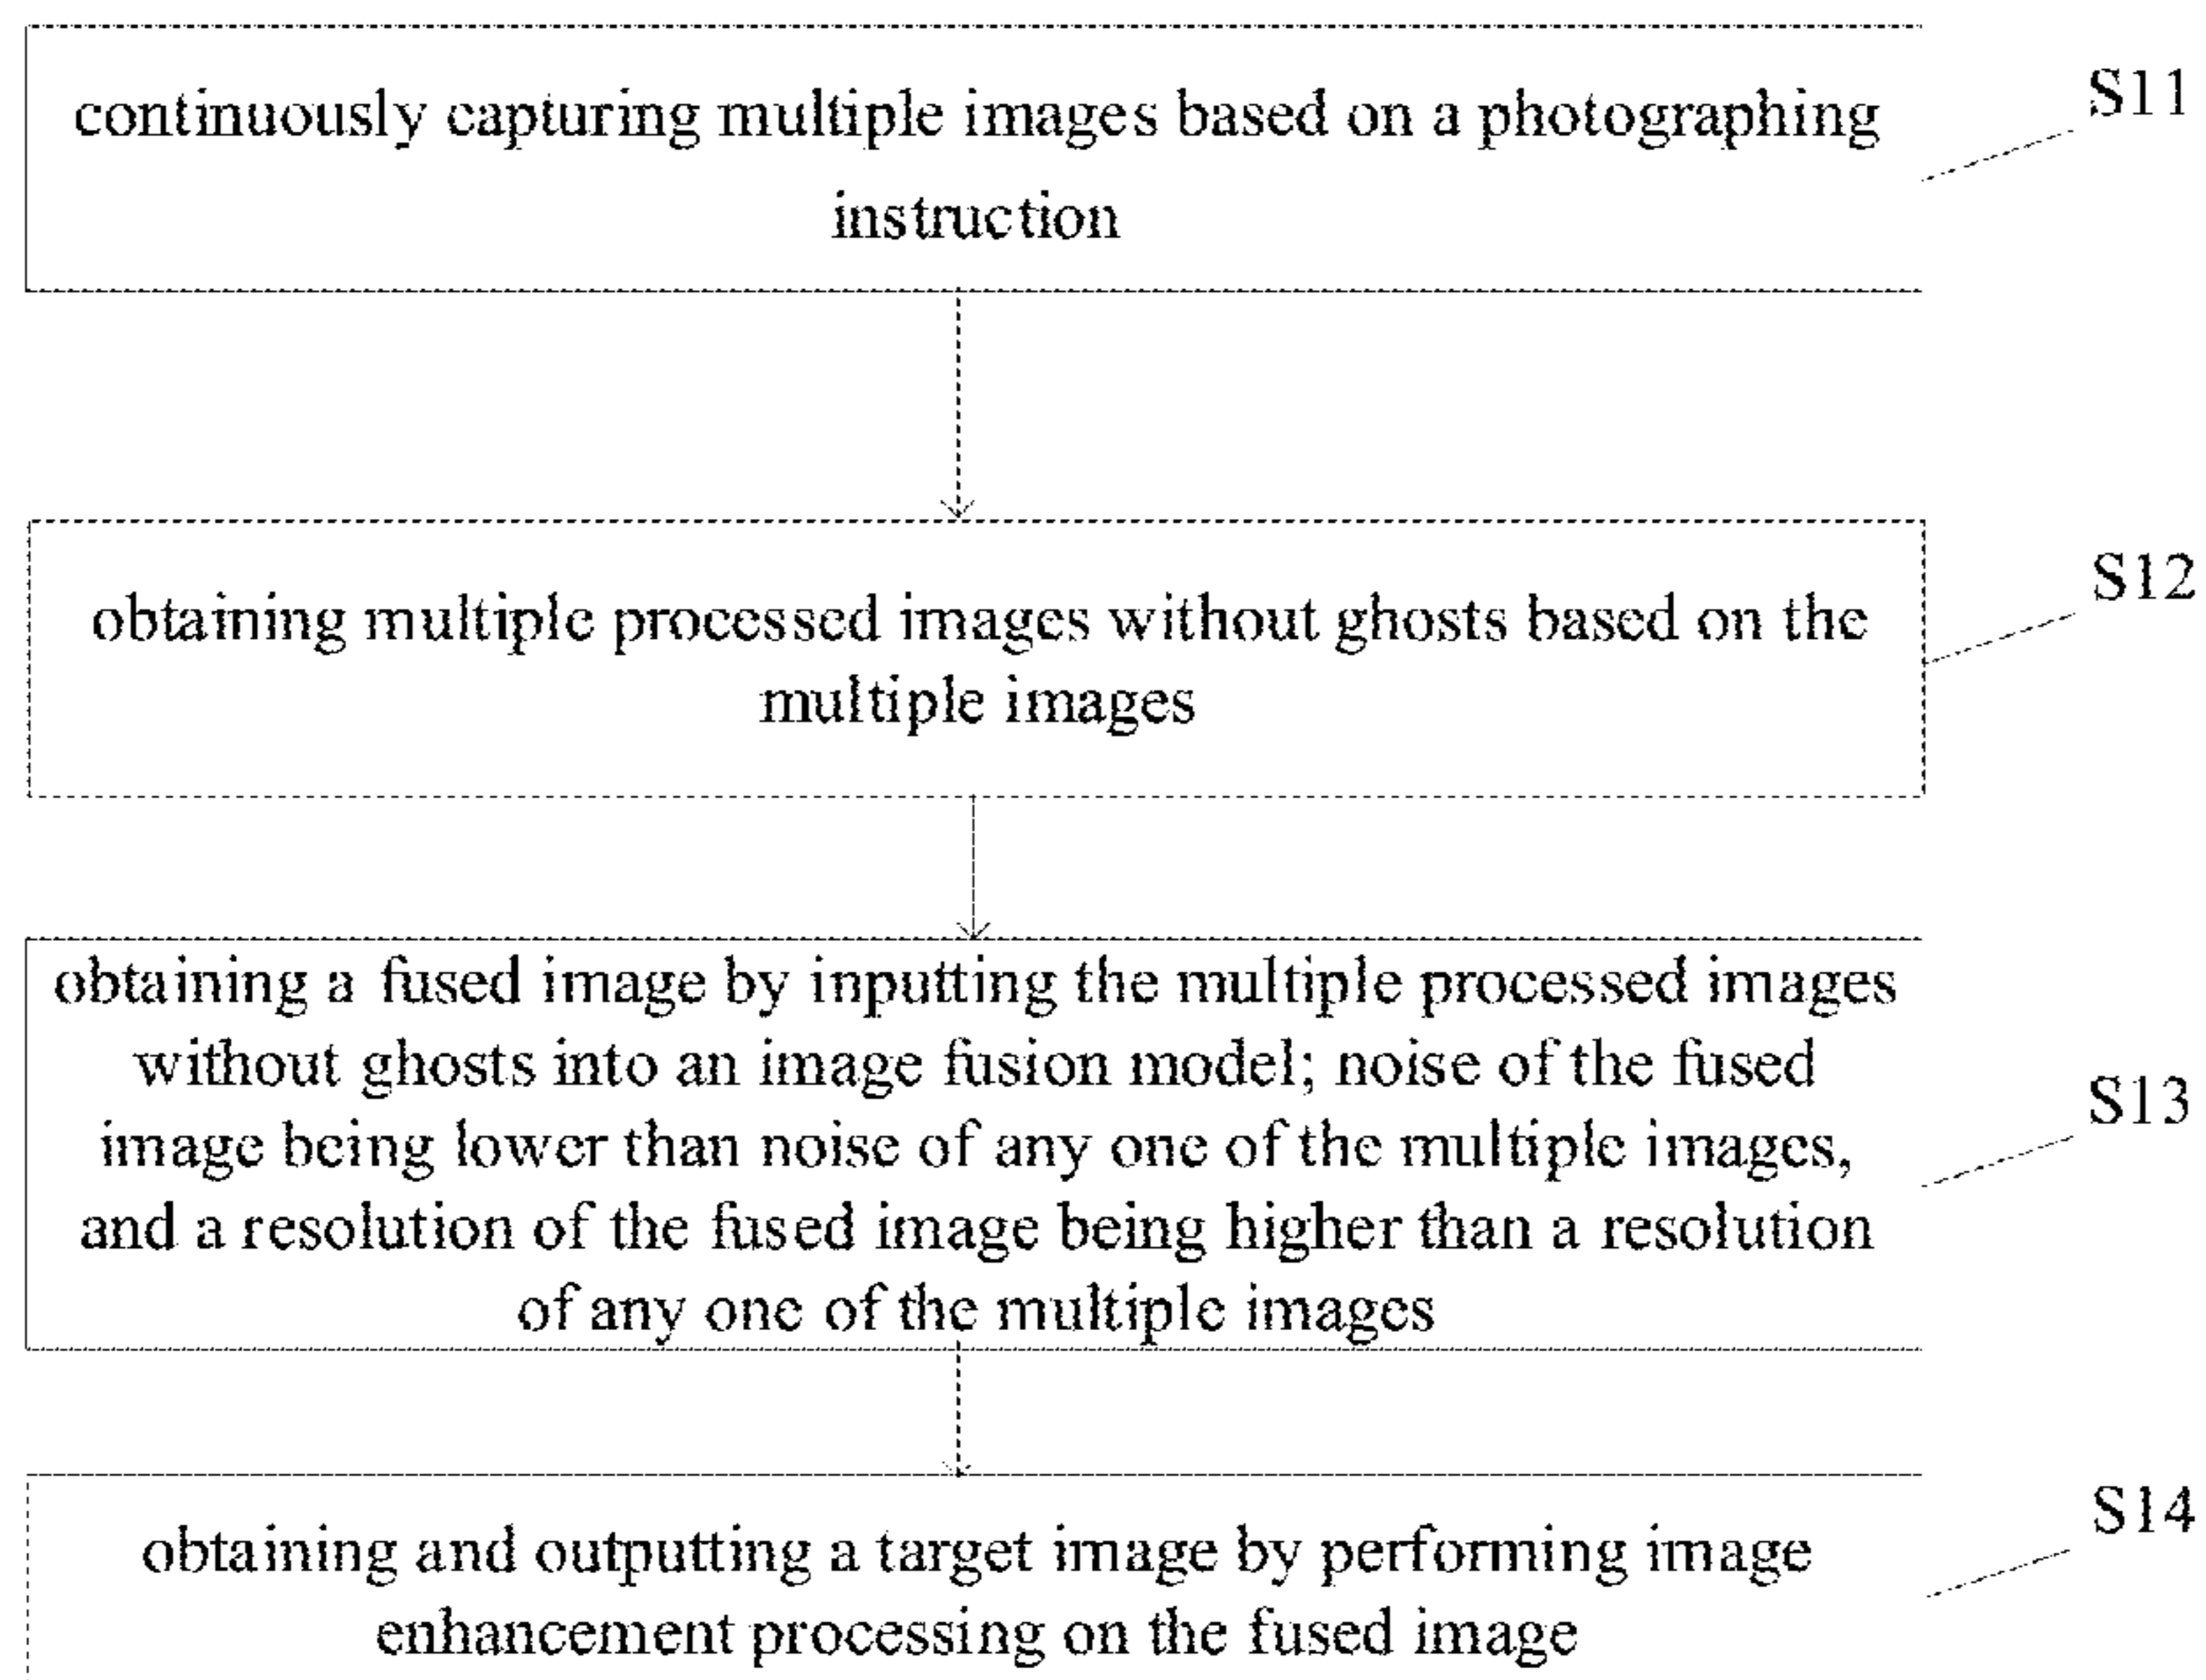 continuously capturing multiple images based on a photographing
instruction
S11
obtaining multiple processed images without ghosts based on the
multiple images
S12
obtaining a fused image by inputting the multiple processed images
without ghosts into an image fusion model; noise of the fused
image being lower than noise of any one of the multiple images,
and a resolution of the fused image being higher than a resolution
of any one of the multiple images
S13
obtaining and outputting a target image by performing image
enhancement processing on the fused image
S14